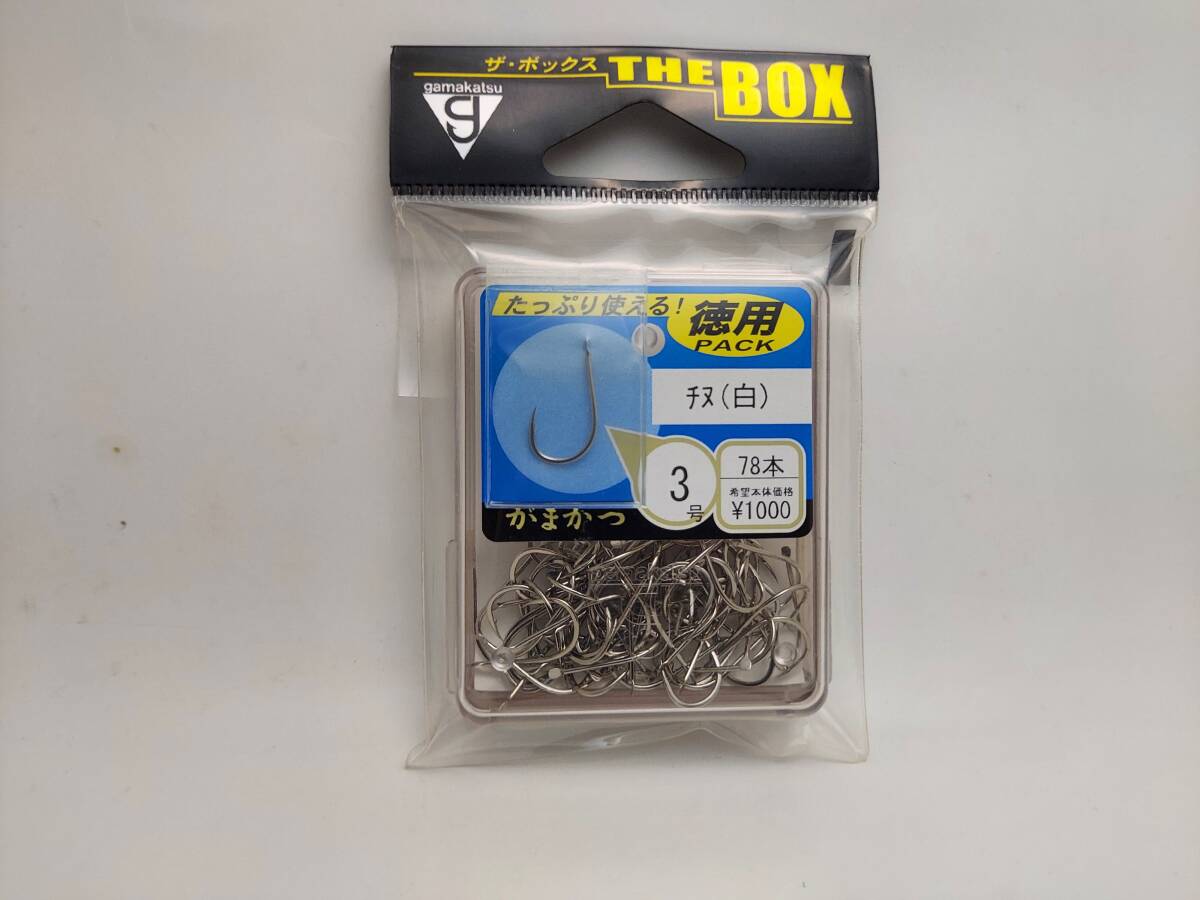 ザ・ボックス THE BOX
gamakatsu
たっぷり使える!
徳用
PACK
ﾁﾇ(白)
3
号
78本
希望本体価格
¥1000
がまかつ